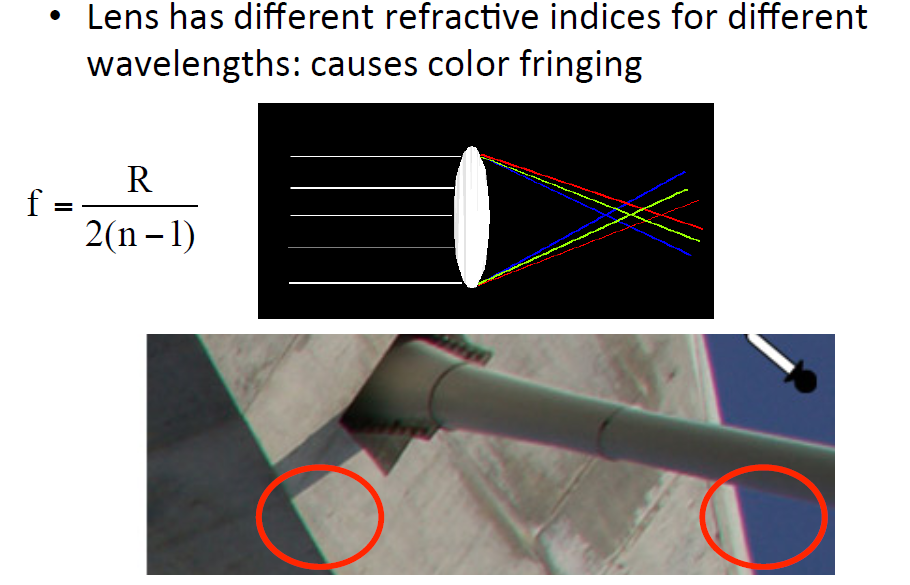 • Lens has different refractive indices for different
wavelengths: causes color fringing
f = R / 2(n − 1)